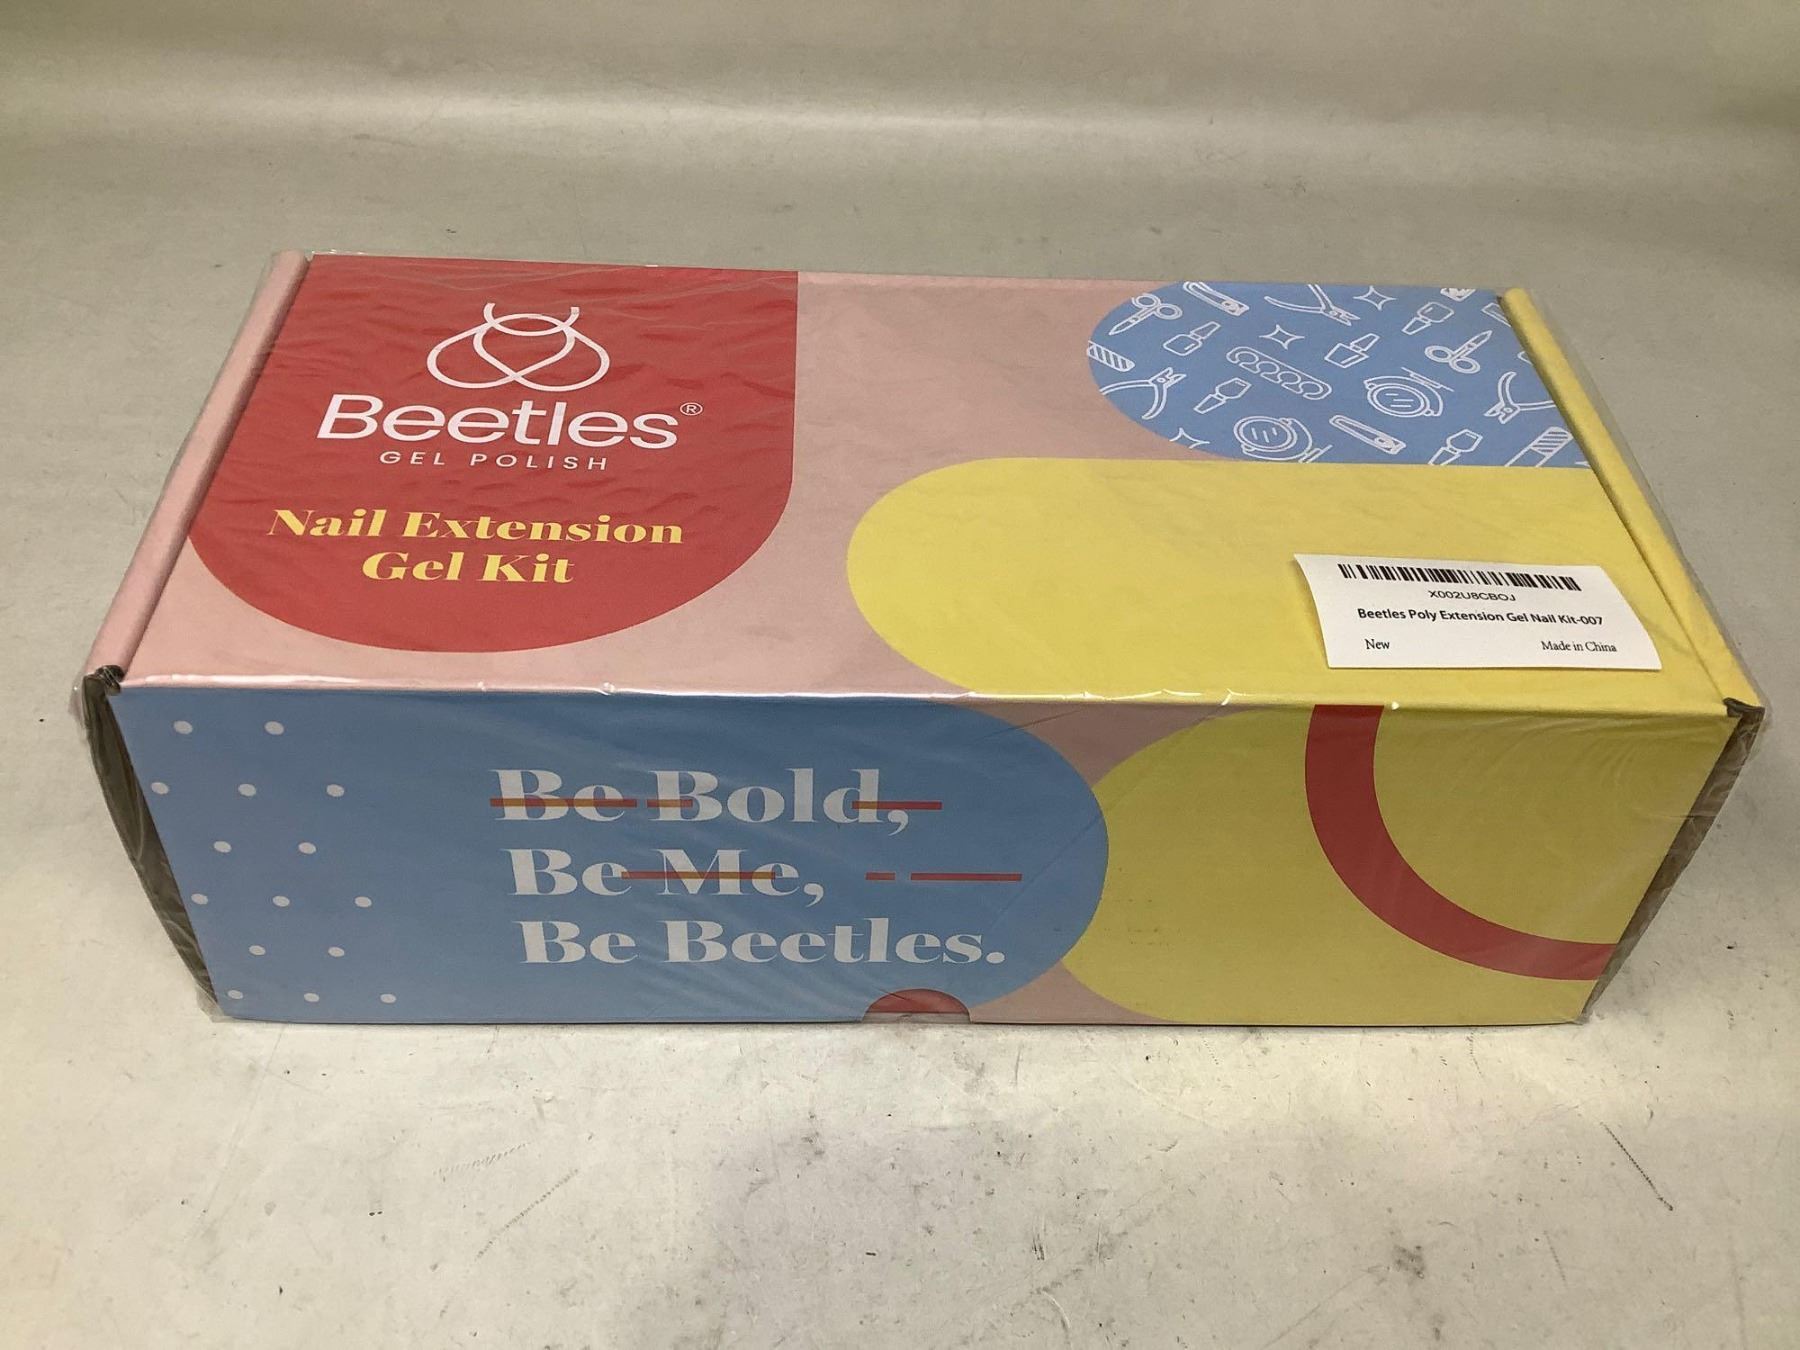 Beetles®
GEL POLISH
Nail Extension
Gel Kit
X002U8CBOJ
Beetles Poly Extension Gel Nail Kit-007
New Made in China
Be Bold,
Be Me,
Be Beetles.